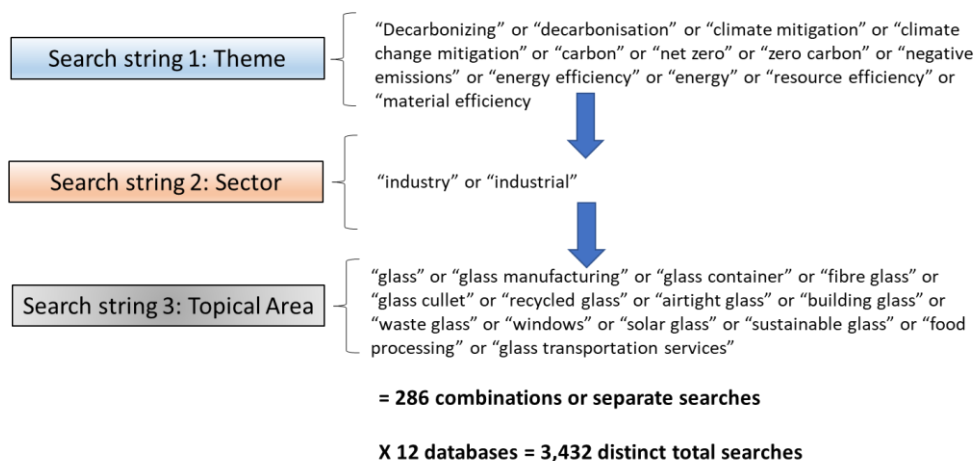 “Decarbonizing” or “decarbonisation” or “climate mitigation” or “climate
change mitigation” or “carbon” or “net zero” or “zero carbon” or “negative
emissions” or “energy efficiency” or “energy” or “resource efficiency” or
“material efficiency
Search string 1: Theme
Search string 2: Sector
“industry” or “industrial”
“glass” or “glass manufacturing” or “glass container” or “fibre glass” or
“glass cullet” or “recycled glass” or “airtight glass” or “building glass” or
“waste glass” or “windows” or “solar glass” or “sustainable glass” or “food
processing” or “glass transportation services”
Search string 3: Topical Area
= 286 combinations or separate searches
X 12 databases = 3,432 distinct total searches